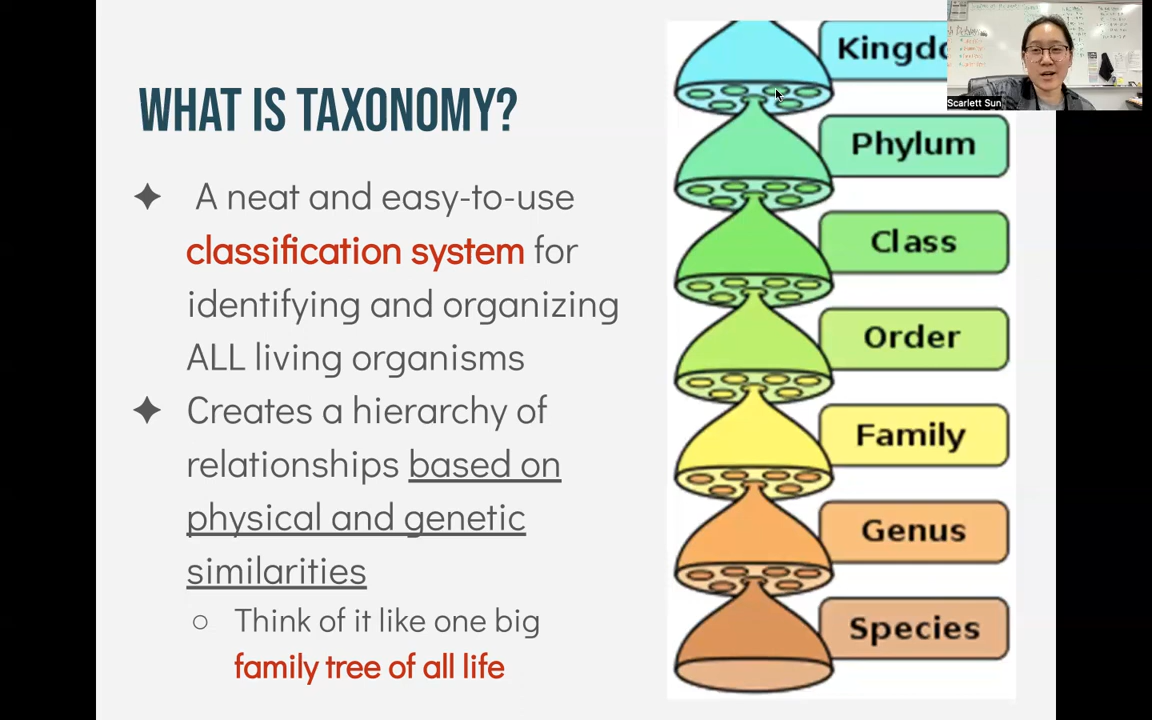 WHAT IS TAXONOMY?
A neat and easy-to-use
classification system for
identifying and organizing
ALL living organisms
Creates a hierarchy of
relationships based on
physical and genetic
similarities
Think of it like one big
family tree of all life
Phylum
Class
Order
Family
Genus
Species
Scarlett Sun